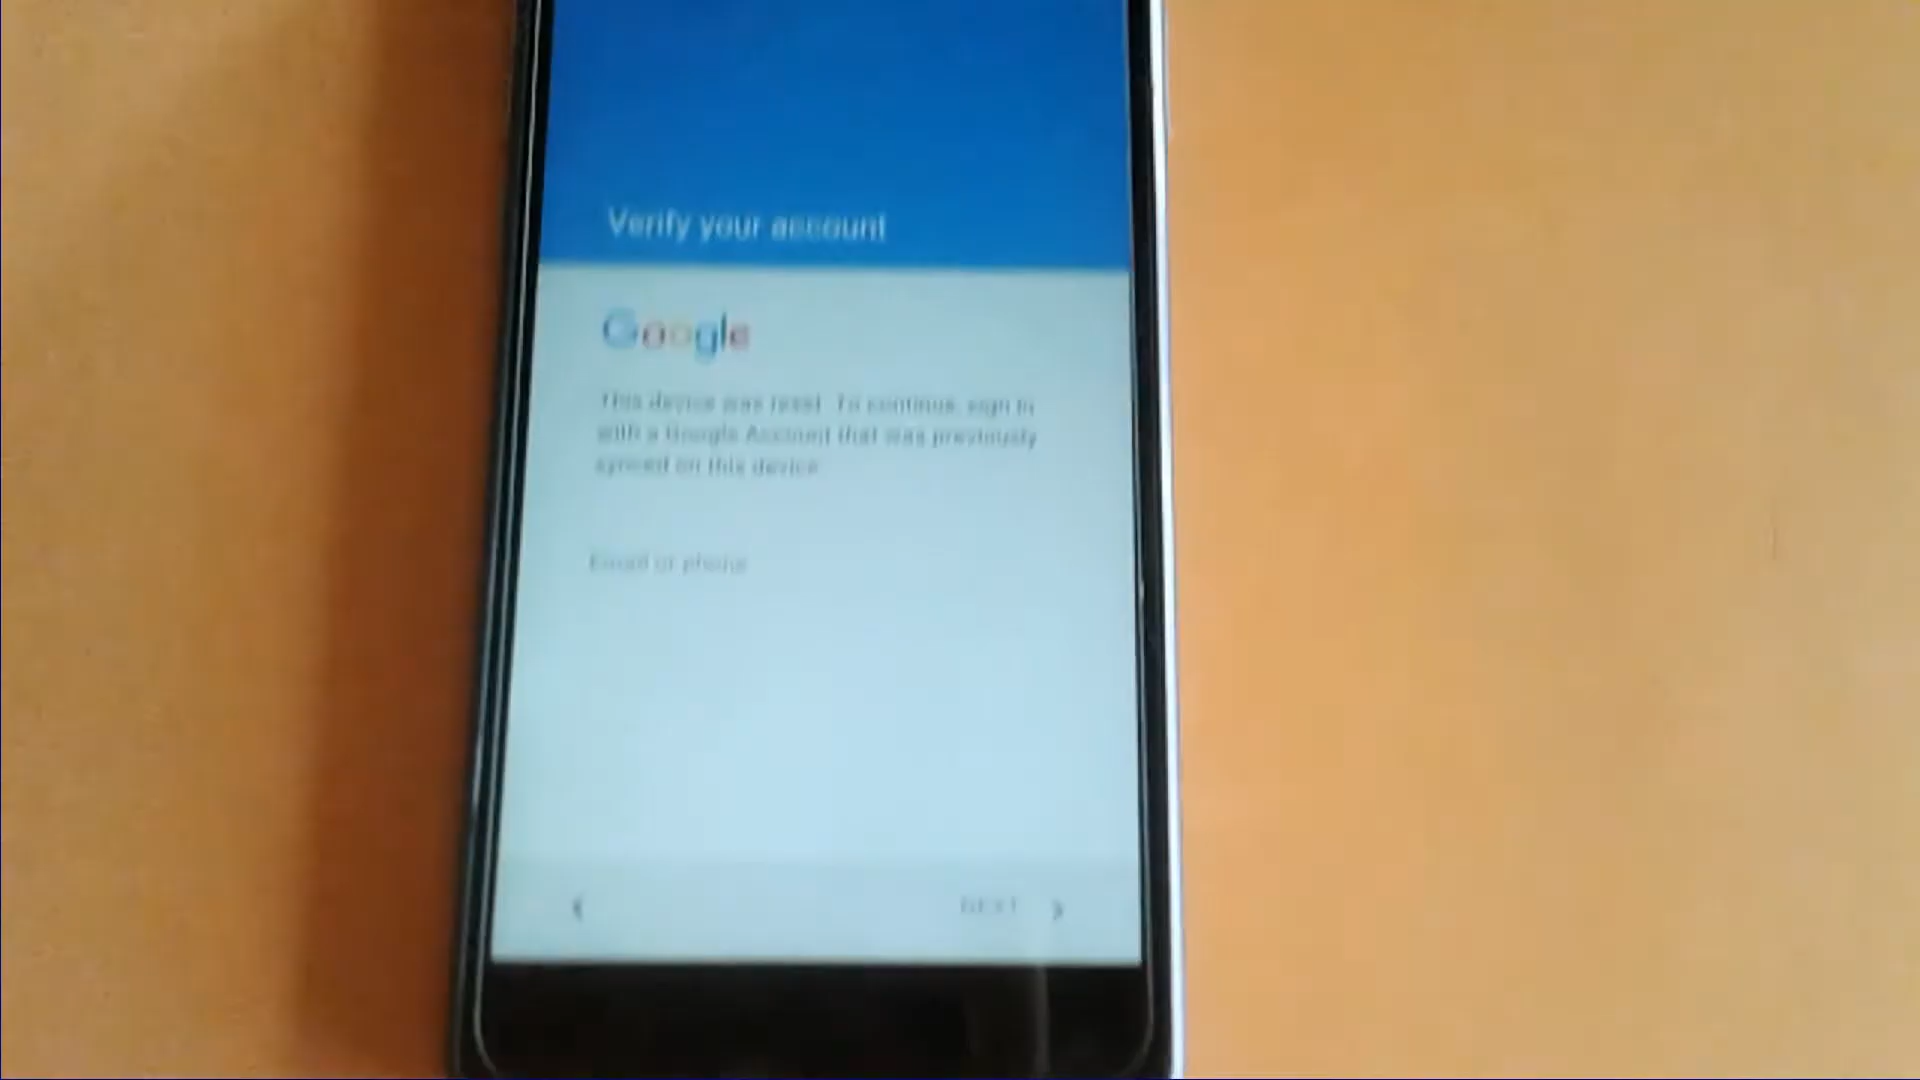 Verify your account
Google
This device was reset. To continue, sign in
with a Google Account that was previously
synced on this device.
Email or phone
NEXT